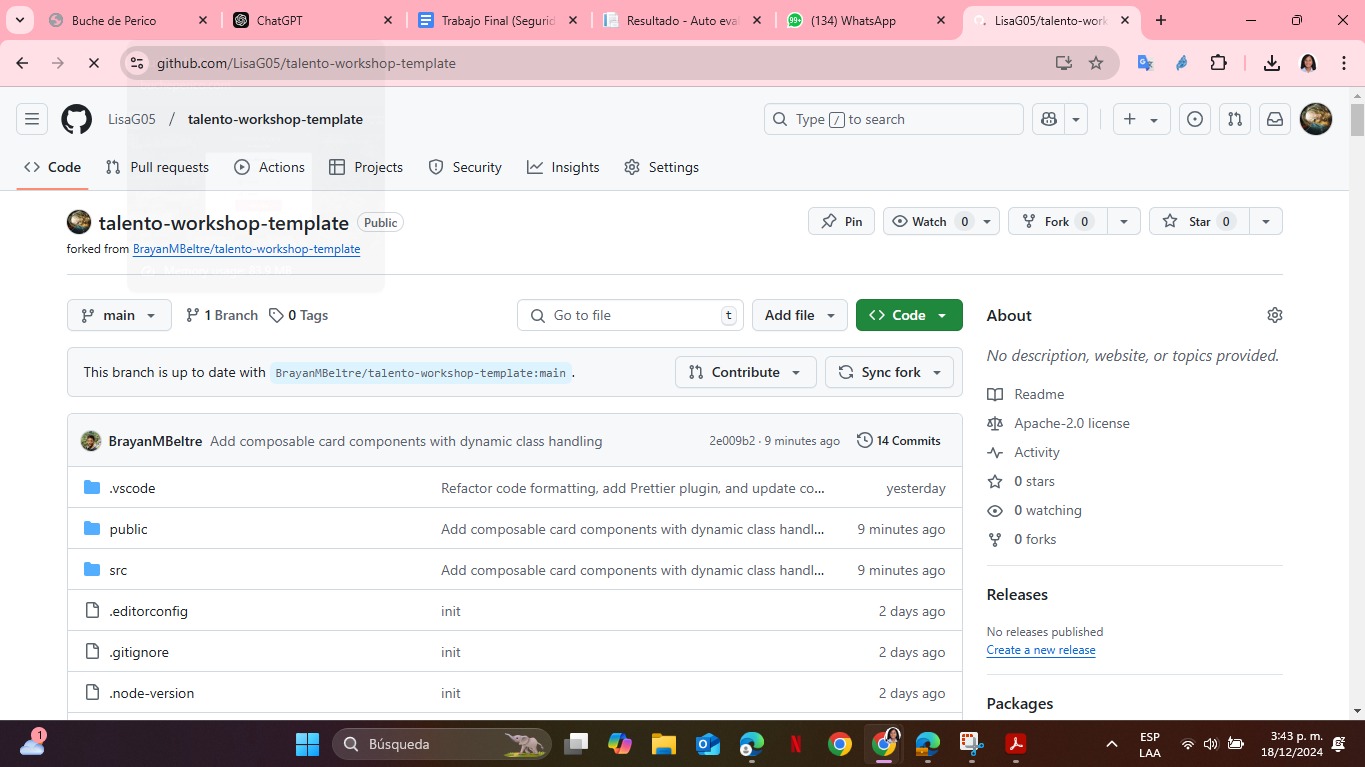 Buche de Perico
ChatGPT
Trabajo Final (Segurid
Resultado - Auto eval
(134) WhatsApp
LisaG05/talento-work
github.com/LisaG05/talento-workshop-template
LisaG05 / talento-workshop-template
Type / to search
Code
Pull requests
Actions
Projects
Security
Insights
Settings
talento-workshop-template Public
Pin
Watch 0
Fork 0
Star 0
forked from BrayanMBeltre/talento-workshop-template
main
1 Branch
0 Tags
Go to file t
Add file
<> Code
About
No description, website, or topics provided.
Readme
Apache-2.0 license
Activity
0 stars
0 watching
0 forks
Releases
No releases published
Create a new release
Packages
This branch is up to date with BrayanMBeltre/talento-workshop-template:main .
Contribute
Sync fork
BrayanMBeltre Add composable card components with dynamic class handling 2e009b2 · 9 minutes ago 14 Commits
.vscode Refactor code formatting, add Prettier plugin, and update co... yesterday
public Add composable card components with dynamic class handl... 9 minutes ago
src Add composable card components with dynamic class handl... 9 minutes ago
.editorconfig init 2 days ago
.gitignore init 2 days ago
.node-version init 2 days ago
1
Búsqueda
ESP
LAA
3:43 p. m.
18/12/2024